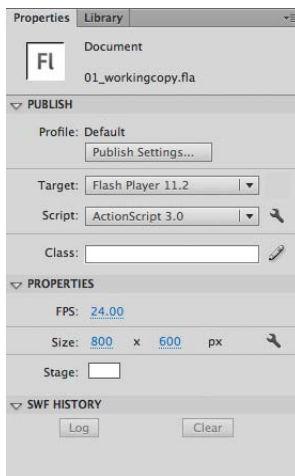 Properties Library
Fl
Document
01_workingcopy.fla
PUBLISH
Profile: Default
Publish Settings...
Target: Flash Player 11.2
Script: ActionScript 3.0
Class:
PROPERTIES
FPS: 24.00
Size: 800 x 600 px
Stage:
SWF HISTORY
Log Clear